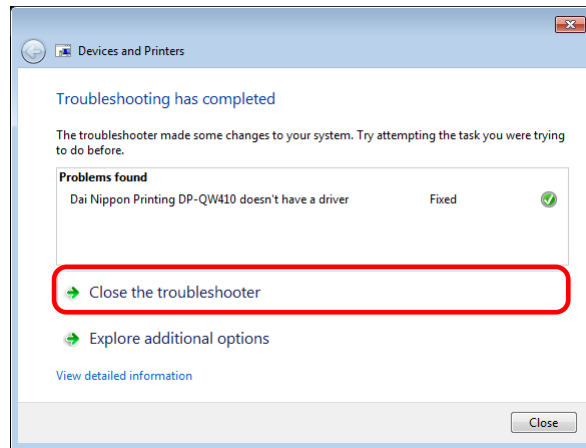 Devices and Printers
Troubleshooting has completed
The troubleshooter made some changes to your system. Try attempting the task you were trying
to do before.
Problems found
Dai Nippon Printing DP-QW410 doesn't have a driver Fixed
Close the troubleshooter
Explore additional options
View detailed information
Close